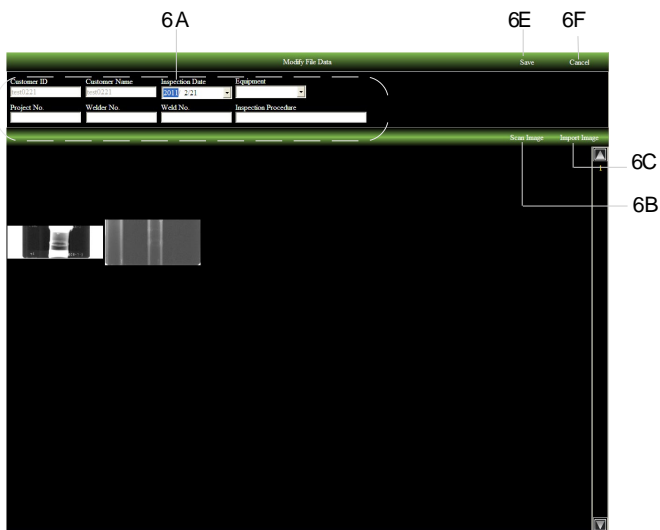 6A 6E 6F
Modify File Data Save Cancel
Customer ID Customer Name Inspection Date Equipment
test0221 test0221 2011 2/21
Project No. Welder No. Weld No. Inspection Procedure
Scan Image Import Image
6C
6B